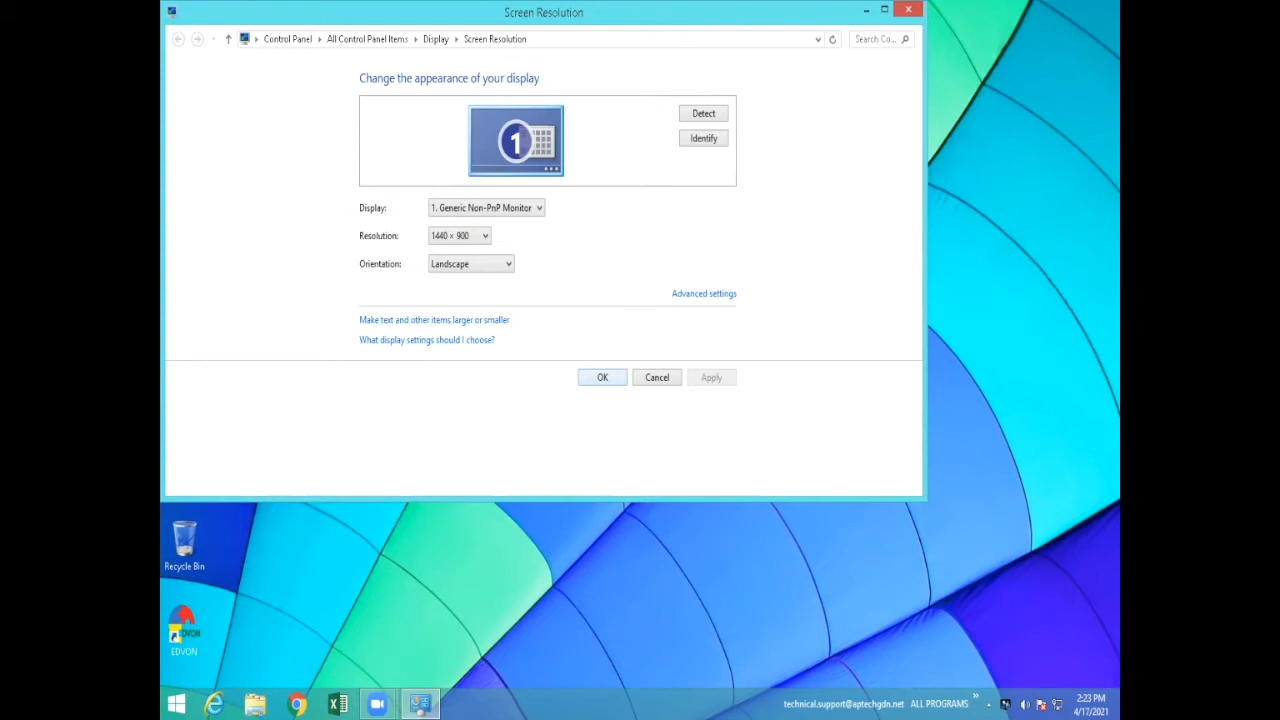 Screen Resolution
Control Panel
All Control Panel Items
Display
Screen Resolution
Search Co...
Change the appearance of your display
1
Detect
Identify
Display:
1. Generic Non-PnP Monitor
Resolution:
1440 × 900
Orientation:
Landscape
Advanced settings
Make text and other items larger or smaller
What display settings should I choose?
OK
Cancel
Apply
Recycle Bin
EDVON
EDVON
technical.support@aptechgdn.net
ALL PROGRAMS
2:23 PM
4/17/2021